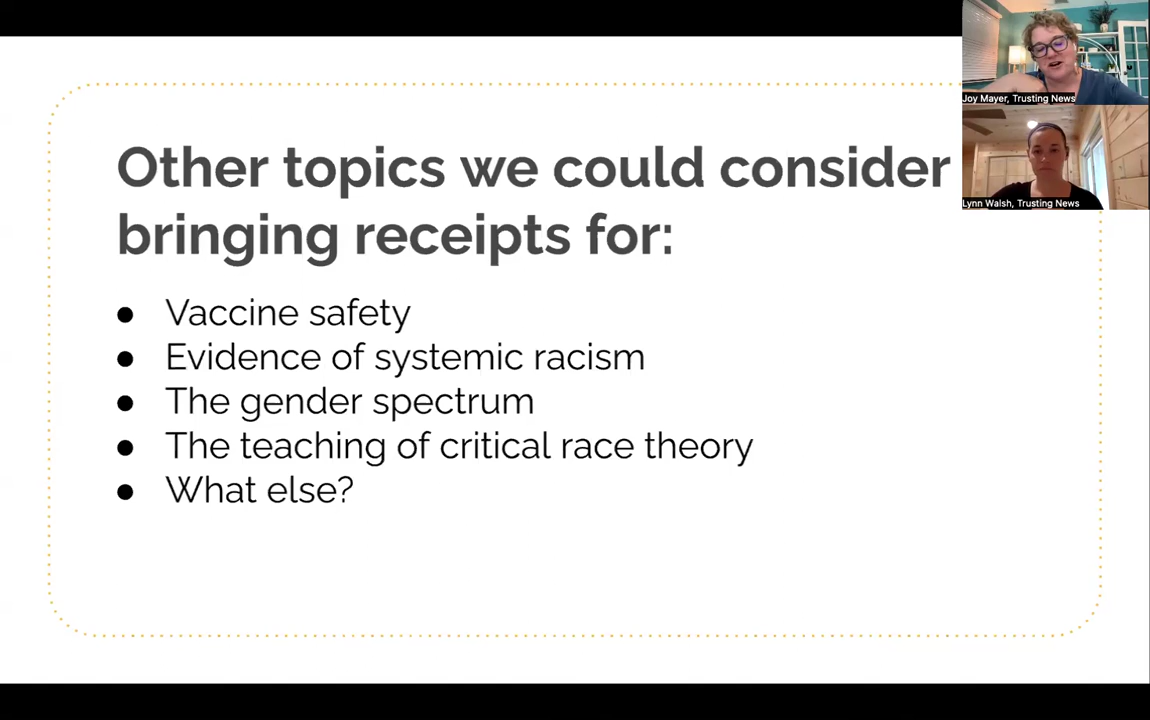 Other topics we could consider
bringing receipts for:
● Vaccine safety
● Evidence of systemic racism
● The gender spectrum
● The teaching of critical race theory
● What else?
Joy Mayer, Trusting News
Lynn Walsh, Trusting News